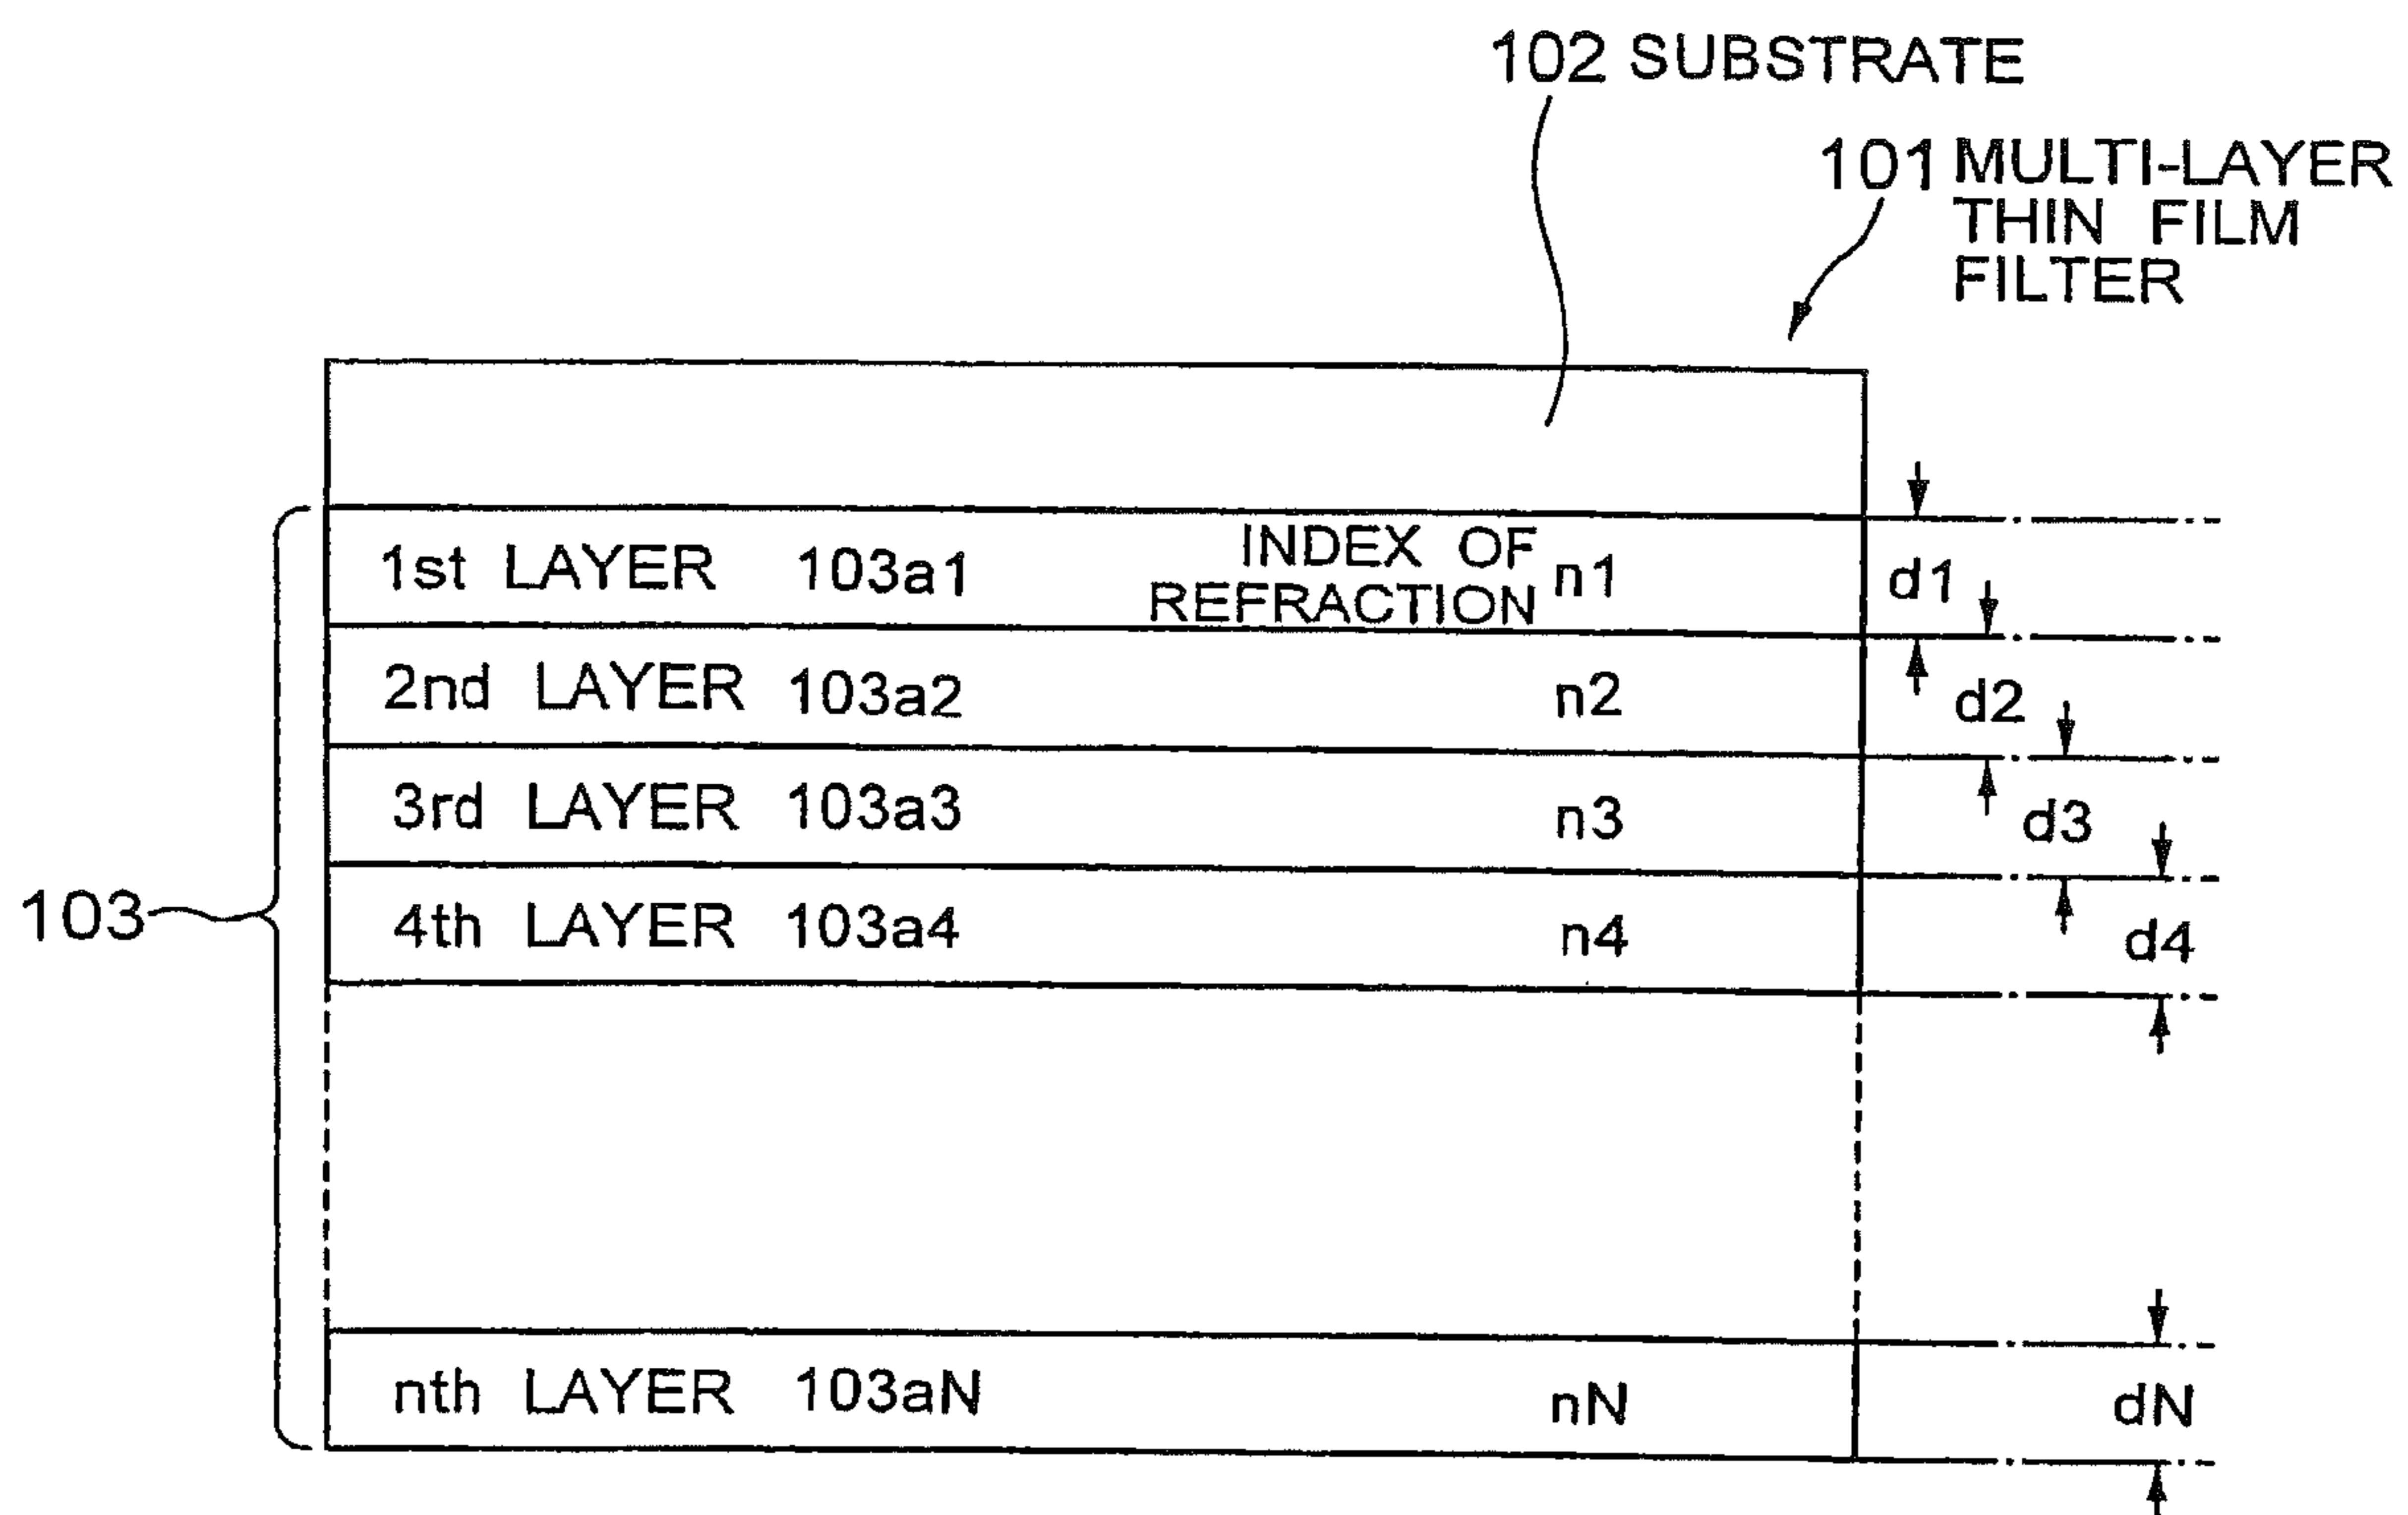 102 SUBSTRATE
101 MULTI-LAYER
THIN FILM
FILTER
1st LAYER 103a1 INDEX OF
REFRACTION n1 d1
2nd LAYER 103a2 n2 d2
3rd LAYER 103a3 n3 d3
103
4th LAYER 103a4 n4 d4
nth LAYER 103aN nN dN